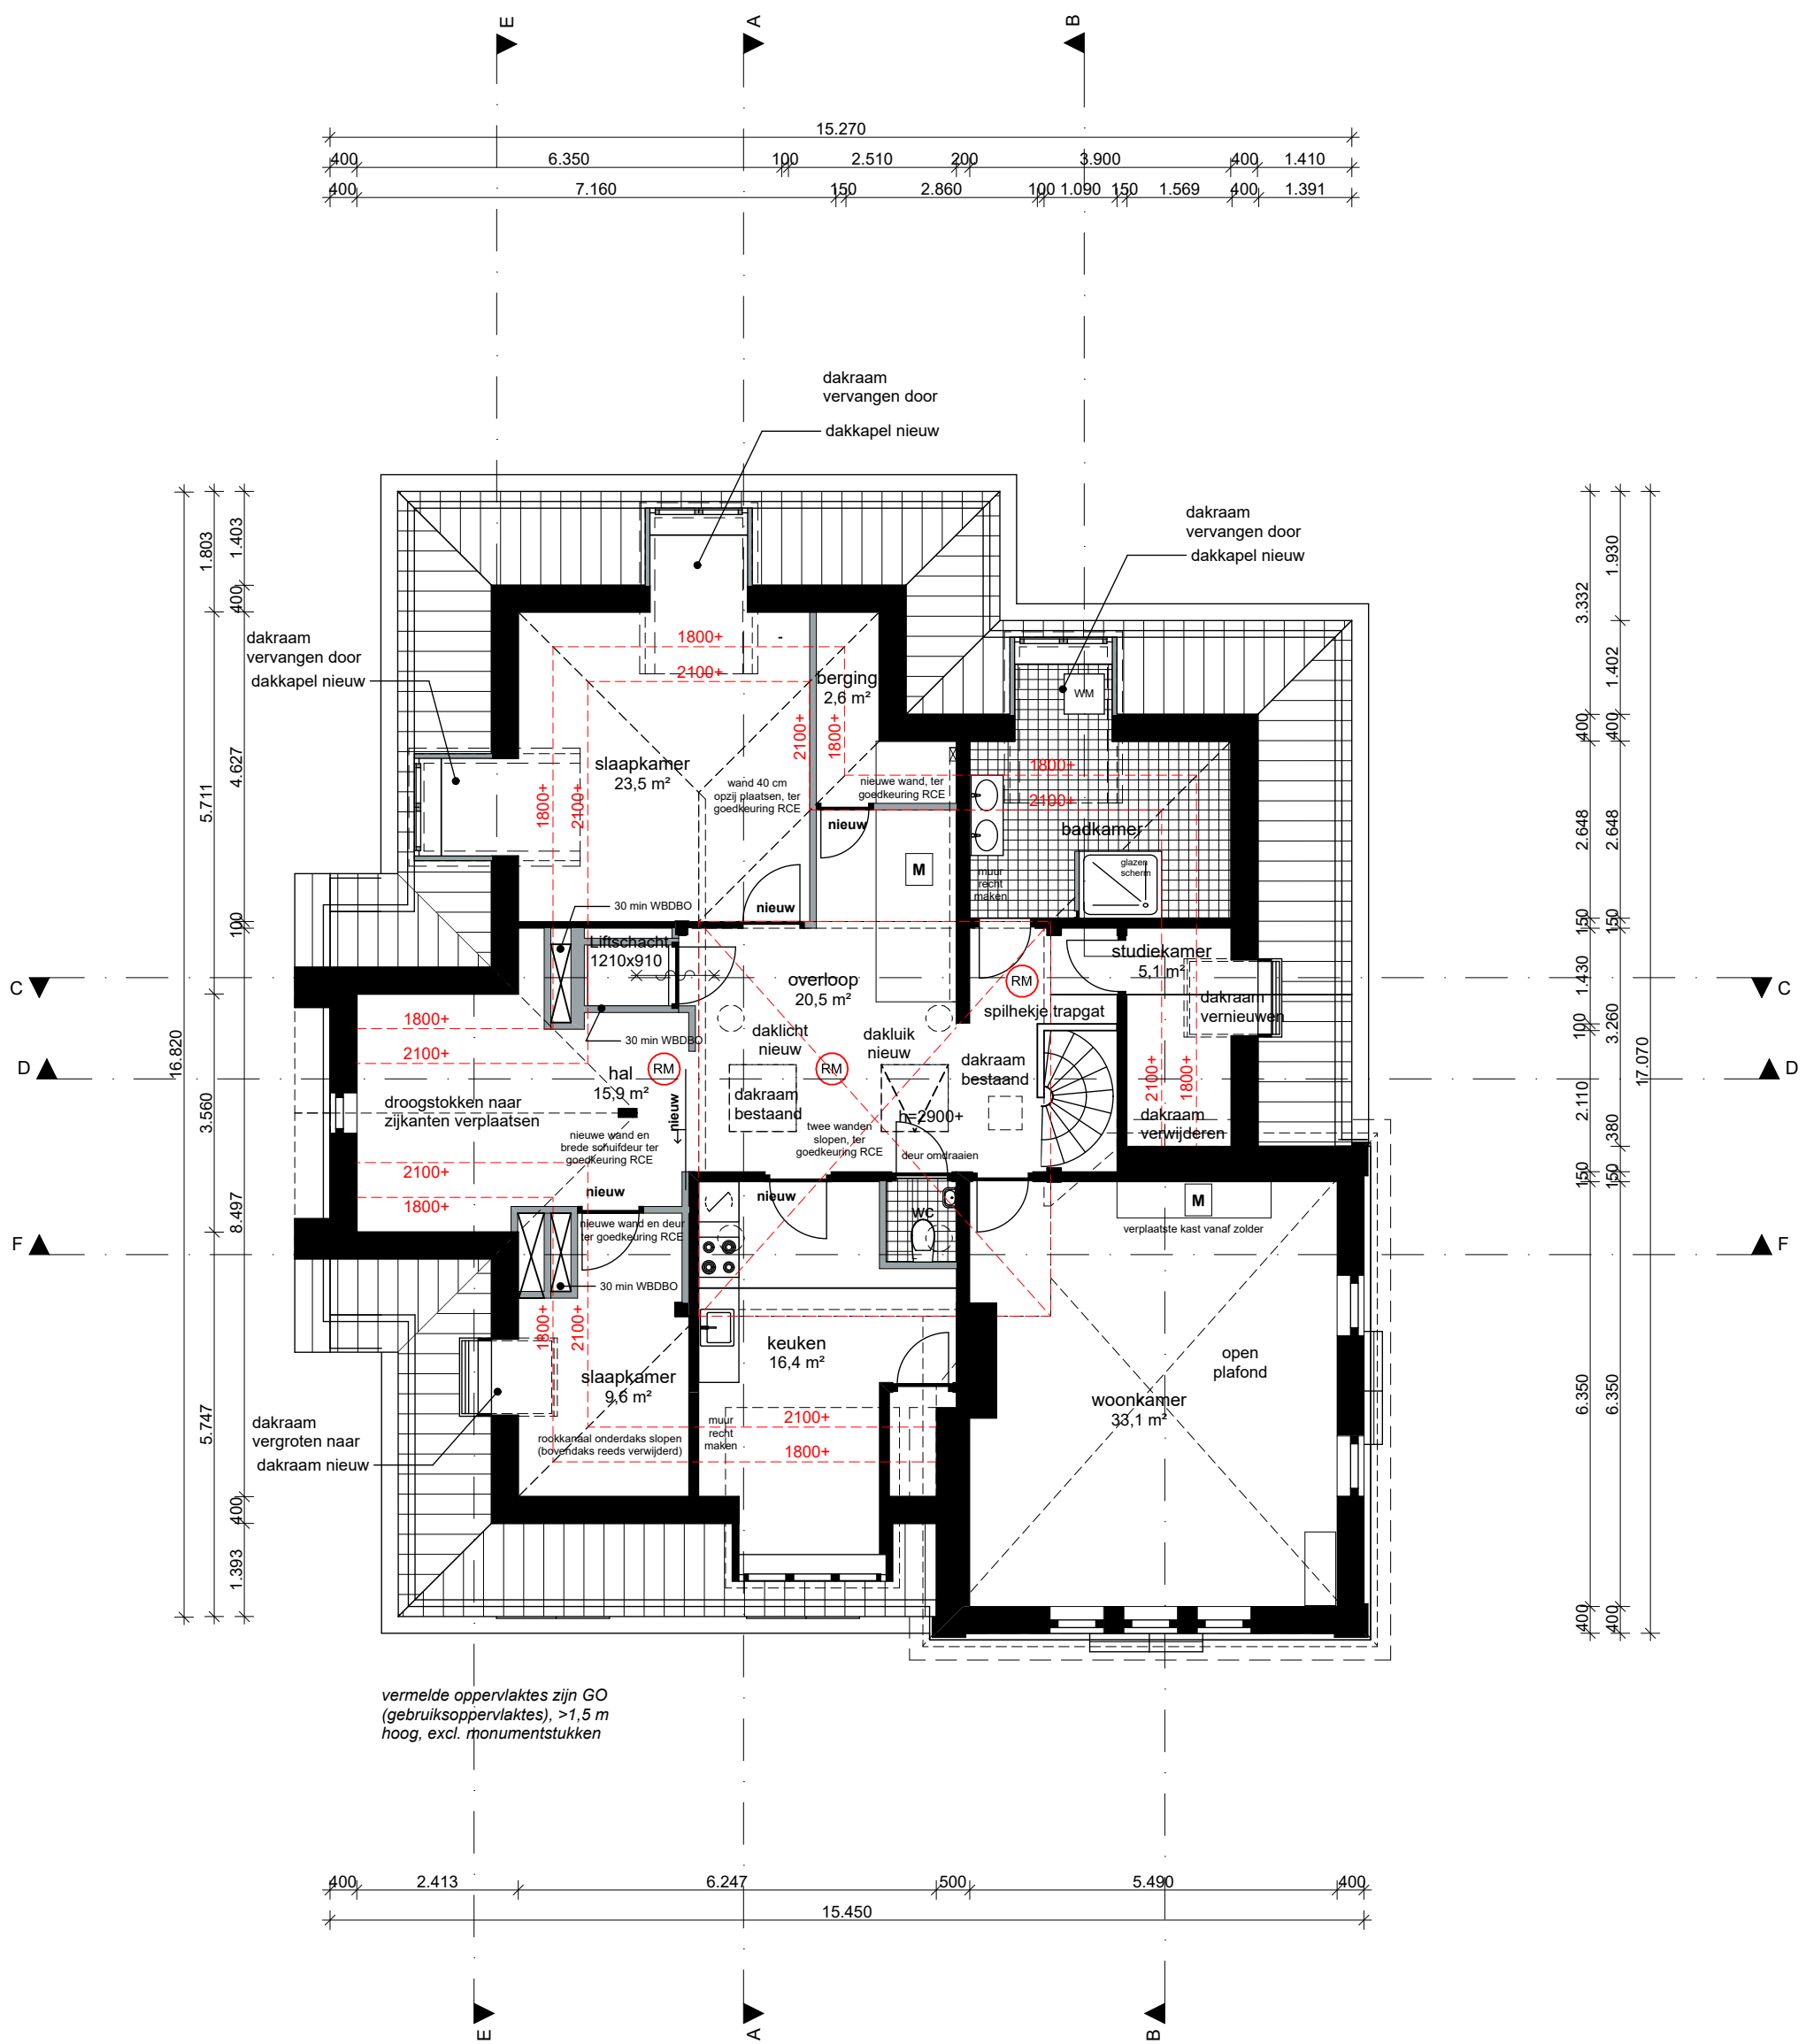 E
A
B
15.270
400
6.350
100
2.510
200
3.900
400
1.410
400
7.160
150
2.860
100
1.090
150
1.569
400
1.391
dakraam
vervangen door
dakkapel nieuw
dakraam
vervangen door
dakkapel nieuw
dakraam
vervangen door
dakkapel nieuw
16.820
1.803
5.711
3.560
5.747
1.403
400
4.627
100
8.497
400
1.393
3.332
400
2.648
150
1.430
100
2.110
150
6.350
400
1.930
1.402
400
2.648
150
3.260
380
150
6.350
400
17.070
1800+
2100+
-
berging
2,6 m²
2100+
1800+
WM
slaapkamer
23,5 m²
1800+
2100+
wand 40 cm
opzij plaatsen, ter
goedkeuring RCE
nieuwe wand, ter
goedkeuring RCE
nieuw
1800+
2100+
badkamer
M
glazen
scherm
muur
recht
maken
30 min WBDBO
nieuw
Liftschacht
1210x910
overloop
20,5 m²
studiekamer
5,1 m²
RM
dakraam
vernieuwen
spilhekje trapgat
C
C
1800+
2100+
30 min WBDBO
daklicht
nieuw
dakluik
nieuw
dakraam
bestaand
D
D
hal
15,9 m²
RM
RM
2100+
1800+
droogstokken naar
zijkanten verplaatsen
nieuw
dakraam
bestaand
h=2900+
dakraam
verwijderen
nieuwe wand en
brede schuifdeur ter
goedkeuring RCE
twee wanden
slopen, ter
goedkeuring RCE
deur omdraaien
2100+
1800+
nieuw
nieuw
wc
M
nieuwe wand en deur
ter goedkeuring RCE
verplaatste kast vanaf zolder
F
F
30 min WBDBO
1800+
2100+
keuken
16,4 m²
open
plafond
slaapkamer
9,6 m²
woonkamer
33,1 m²
muur
recht
maken
2100+
1800+
rookkanaal onderdaks slopen
(bovendaks reeds verwijderd)
dakraam
vergroten naar
dakraam nieuw
vermelde oppervlaktes zijn GO
(gebruiksoppervlaktes), >1,5 m
hoog, excl. monumentstukken
400
2.413
6.247
500
5.490
400
15.450
E
A
B